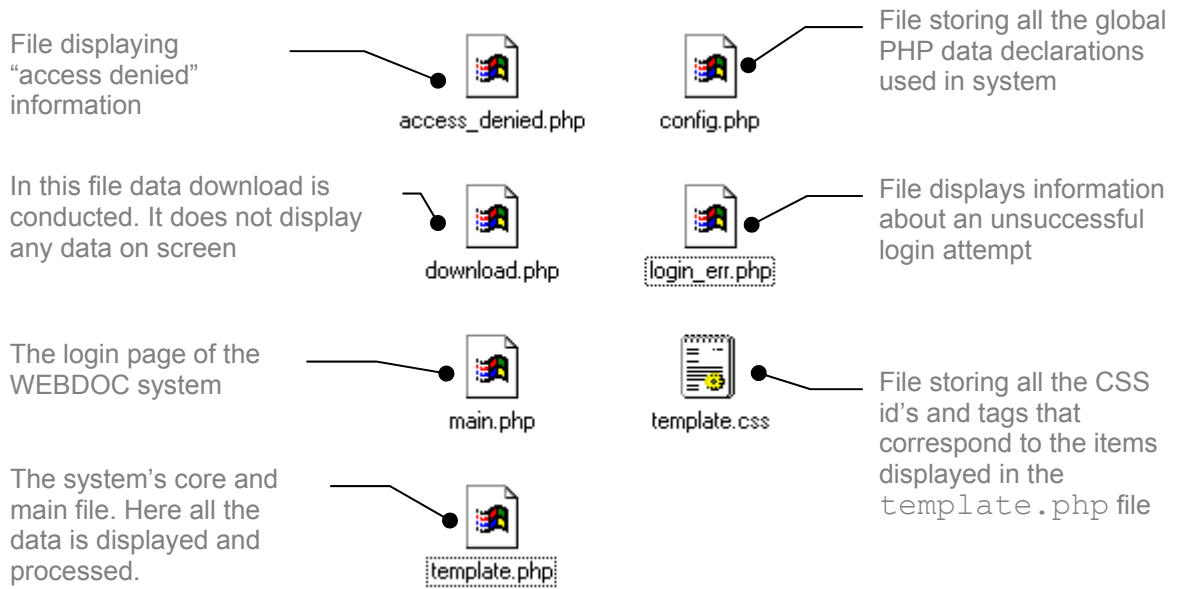 File displaying
“access denied”
information
access_denied.php
config.php
File storing all the global
PHP data declarations
used in system
In this file data download is
conducted. It does not display
any data on screen
download.php
login_err.php
File displays information
about an unsuccessful
login attempt
The login page of the
WEBDOC system
main.php
template.css
File storing all the CSS
id’s and tags that
correspond to the items
displayed in the
template.php file
The system’s core and
main file. Here all the
data is displayed and
processed.
template.php